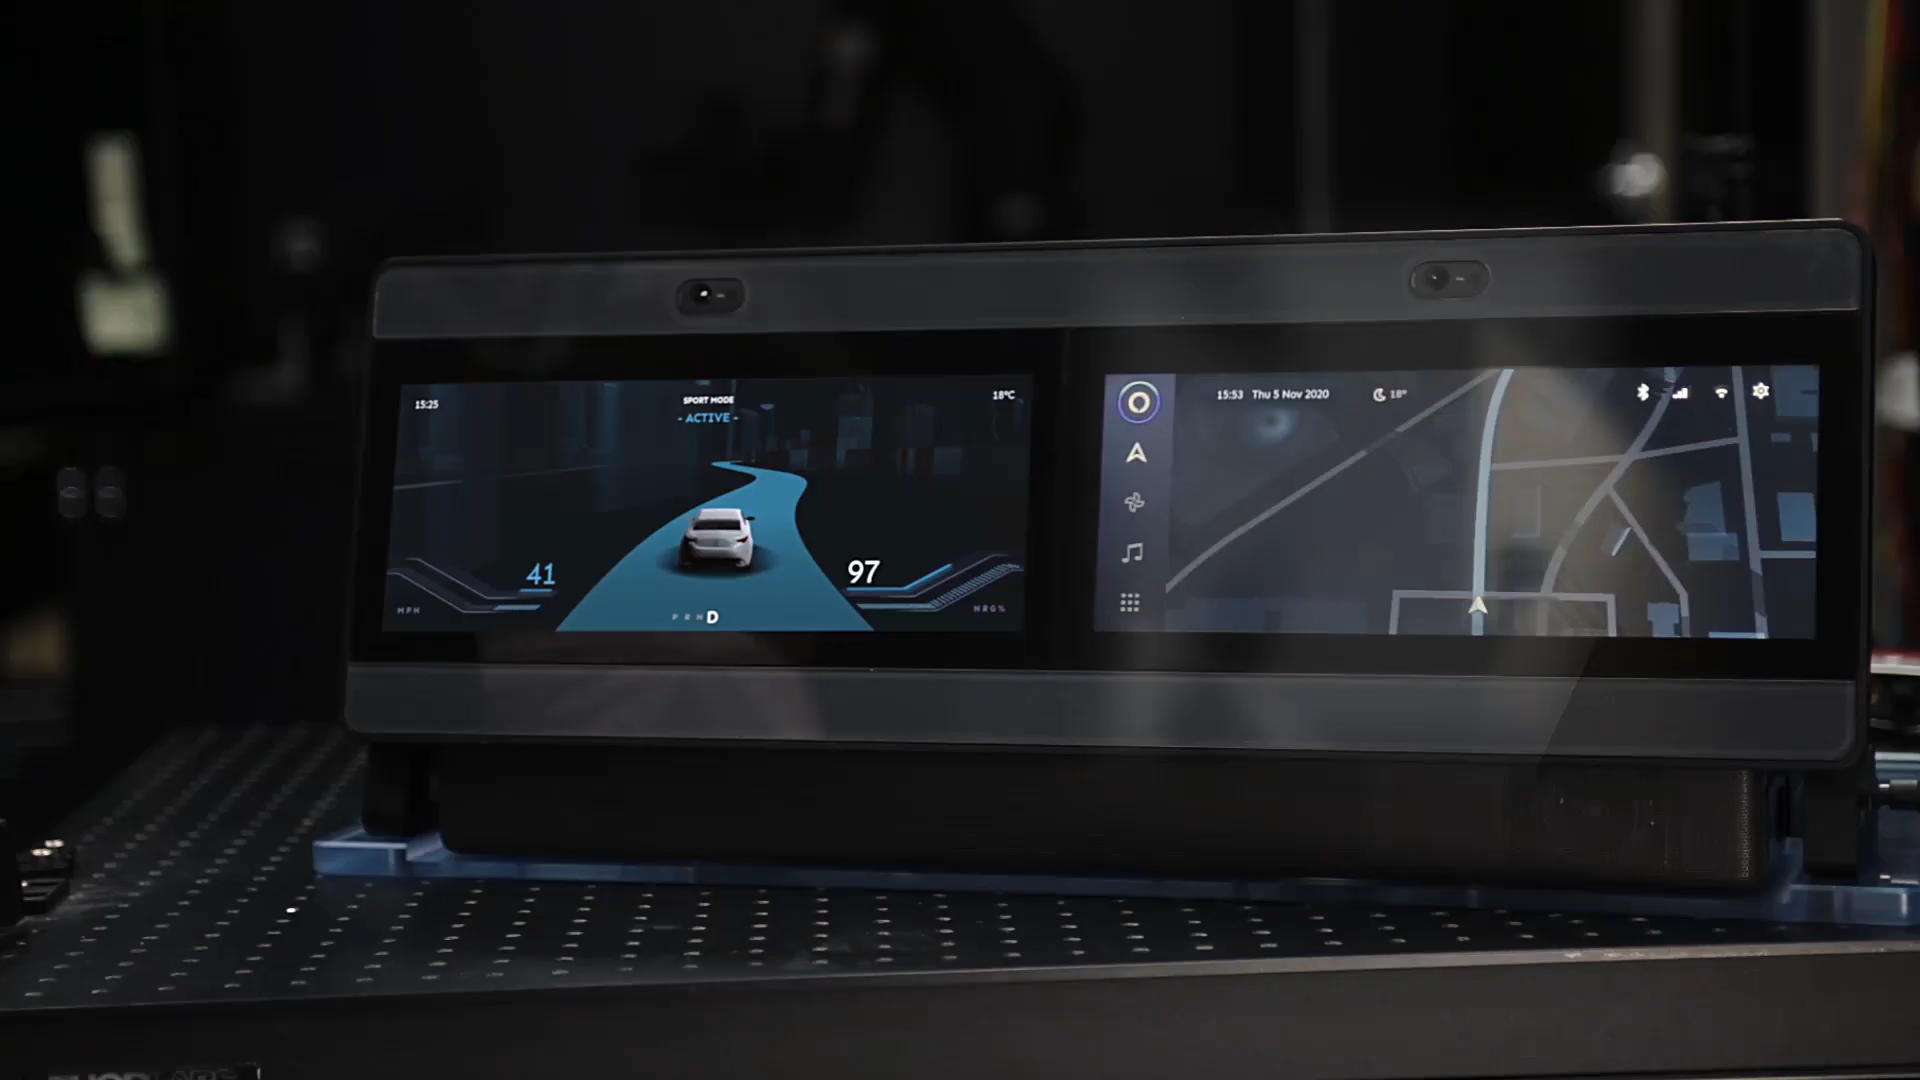 15:25
SPORT MODE
- ACTIVE -
18°C
41
MPH
P R N D
97
NRG%
15:53 Thu 5 Nov 2020
18°